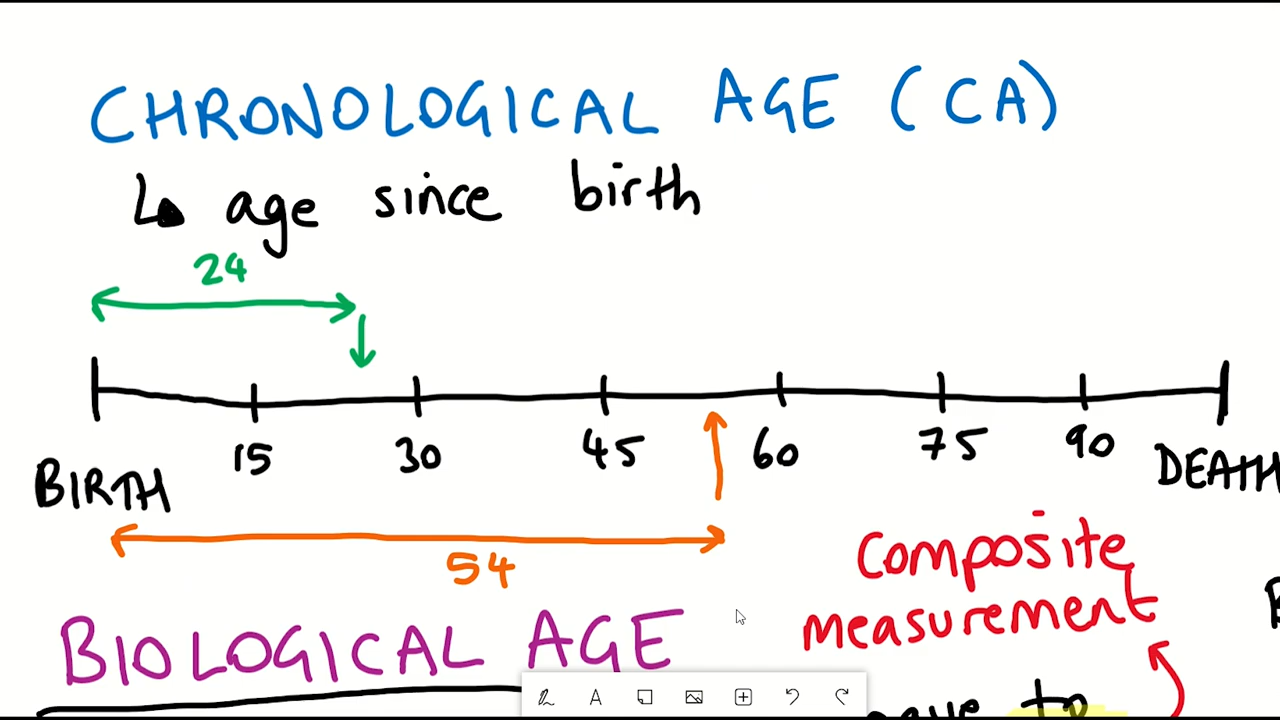 CHRONOLOGICAL AGE (CA)
↳ age since birth
24
15 30 45 60 75 90
BIRTH DEATH
54
composite
measurement
BIOLOGICAL AGE
to